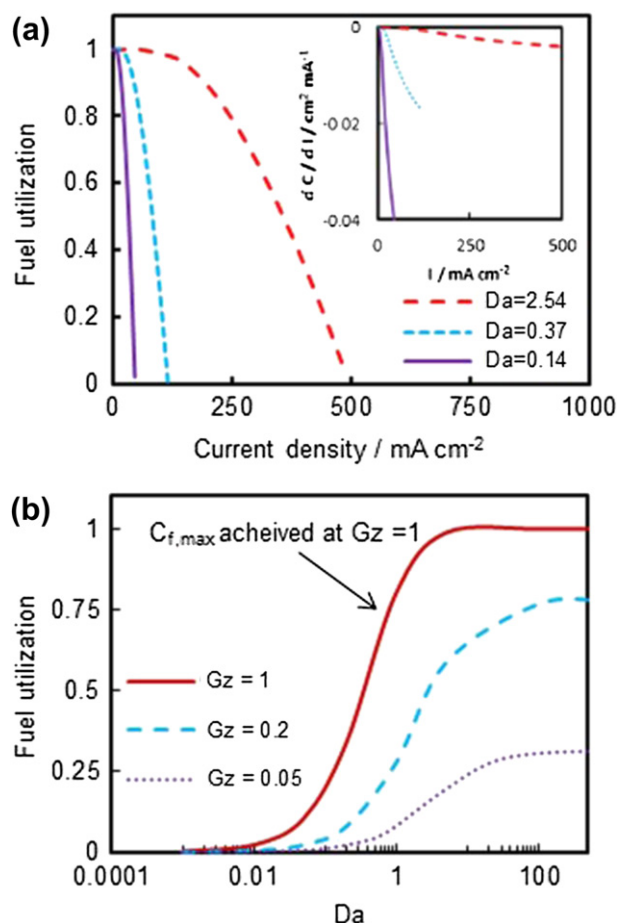 (a)
1
0.8
0.6
0.4
0.2
0
Fuel utilization
0
250
500
750
1000
Current density / mA cm-2
0
-0.02
-0.04
d C / d I / cm2 mA-1
0
250
500
I / mA cm-2
Da=2.54
Da=0.37
Da=0.14
(b)
1
0.75
0.5
0.25
0
Fuel utilization
Cf,max acheived at Gz =1
Gz = 1
Gz = 0.2
Gz = 0.05
0.0001
0.01
1
100
Da